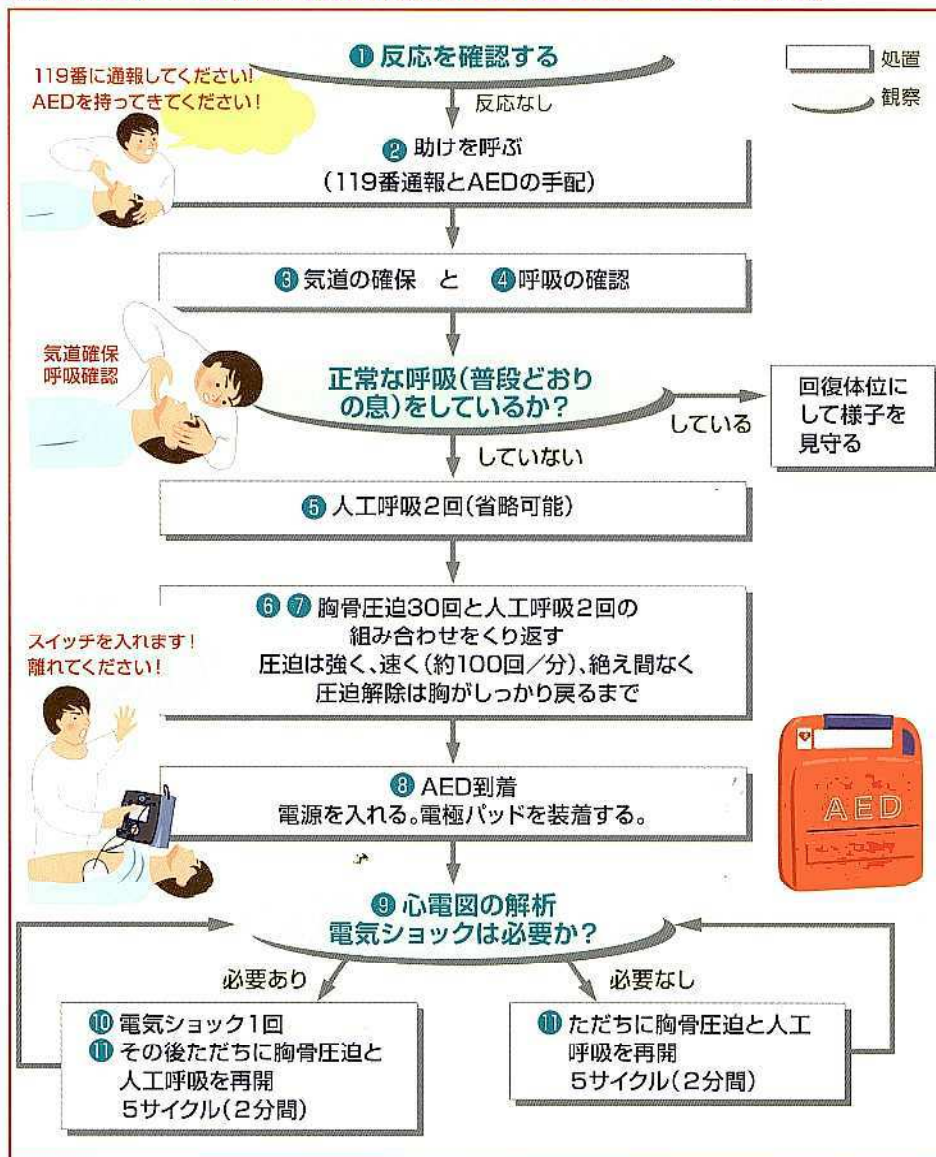 ❶ 反応を確認する
処置
観察
119番に通報してください!
AEDを持ってきてください!
反応なし
❷ 助けを呼ぶ
(119番通報とAEDの手配)
❸ 気道の確保 と ❹ 呼吸の確認
気道確保
呼吸確認
正常な呼吸(普段どおり
の息)をしているか?
している
回復体位に
して様子を
見守る
していない
❺ 人工呼吸2回(省略可能)
❻ ❼ 胸骨圧迫30回と人工呼吸2回の
組み合わせをくり返す
圧迫は強く、速く(約100回/分)、絶え間なく
圧迫解除は胸がしっかり戻るまで
スイッチを入れます!
離れてください!
❽ AED到着
電源を入れる。電極パッドを装着する。
AED
❾ 心電図の解析
電気ショックは必要か?
必要あり
必要なし
❿ 電気ショック1回
⓫ その後ただちに胸骨圧迫と
人工呼吸を再開
5サイクル(2分間)
⓫ ただちに胸骨圧迫と人工
呼吸を再開
5サイクル(2分間)